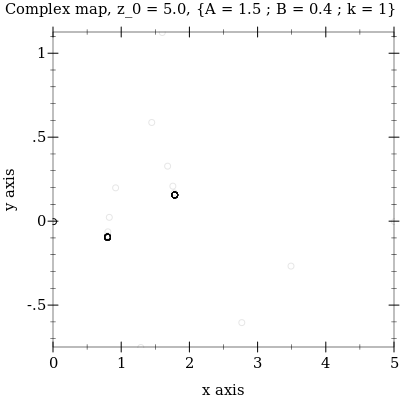 Complex map, z_0 = 5.0, {A = 1.5 ; B = 0.4 ; k = 1}
1
.5
0
-.5
y axis
0 1 2 3 4 5
x axis